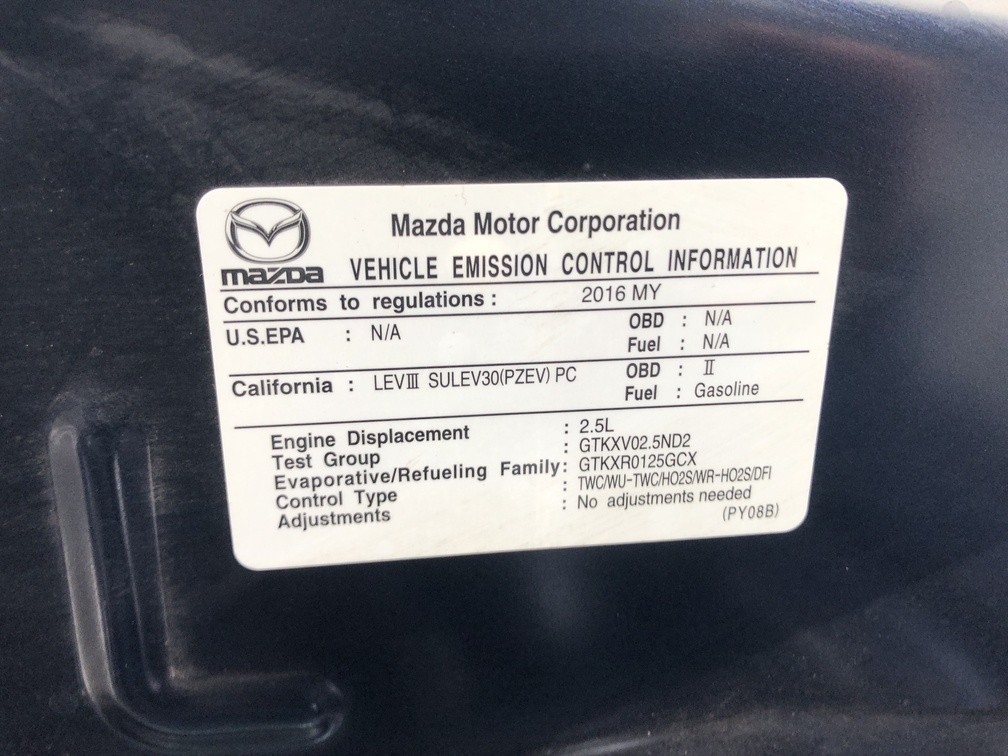 mazda
Mazda Motor Corporation
VEHICLE EMISSION CONTROL INFORMATION
Conforms to regulations : 2016 MY
U.S.EPA : N/A OBD : N/A
Fuel : N/A
California : LEVIII SULEV30(PZEV) PC OBD : II
Fuel : Gasoline
Engine Displacement : 2.5L
Test Group : GTKXV02.5ND2
Evaporative/Refueling Family: GTKXR0125GCX
Control Type : TWC/WU-TWC/HO2S/WR-HO2S/DFI
Adjustments : No adjustments needed
(PY08B)